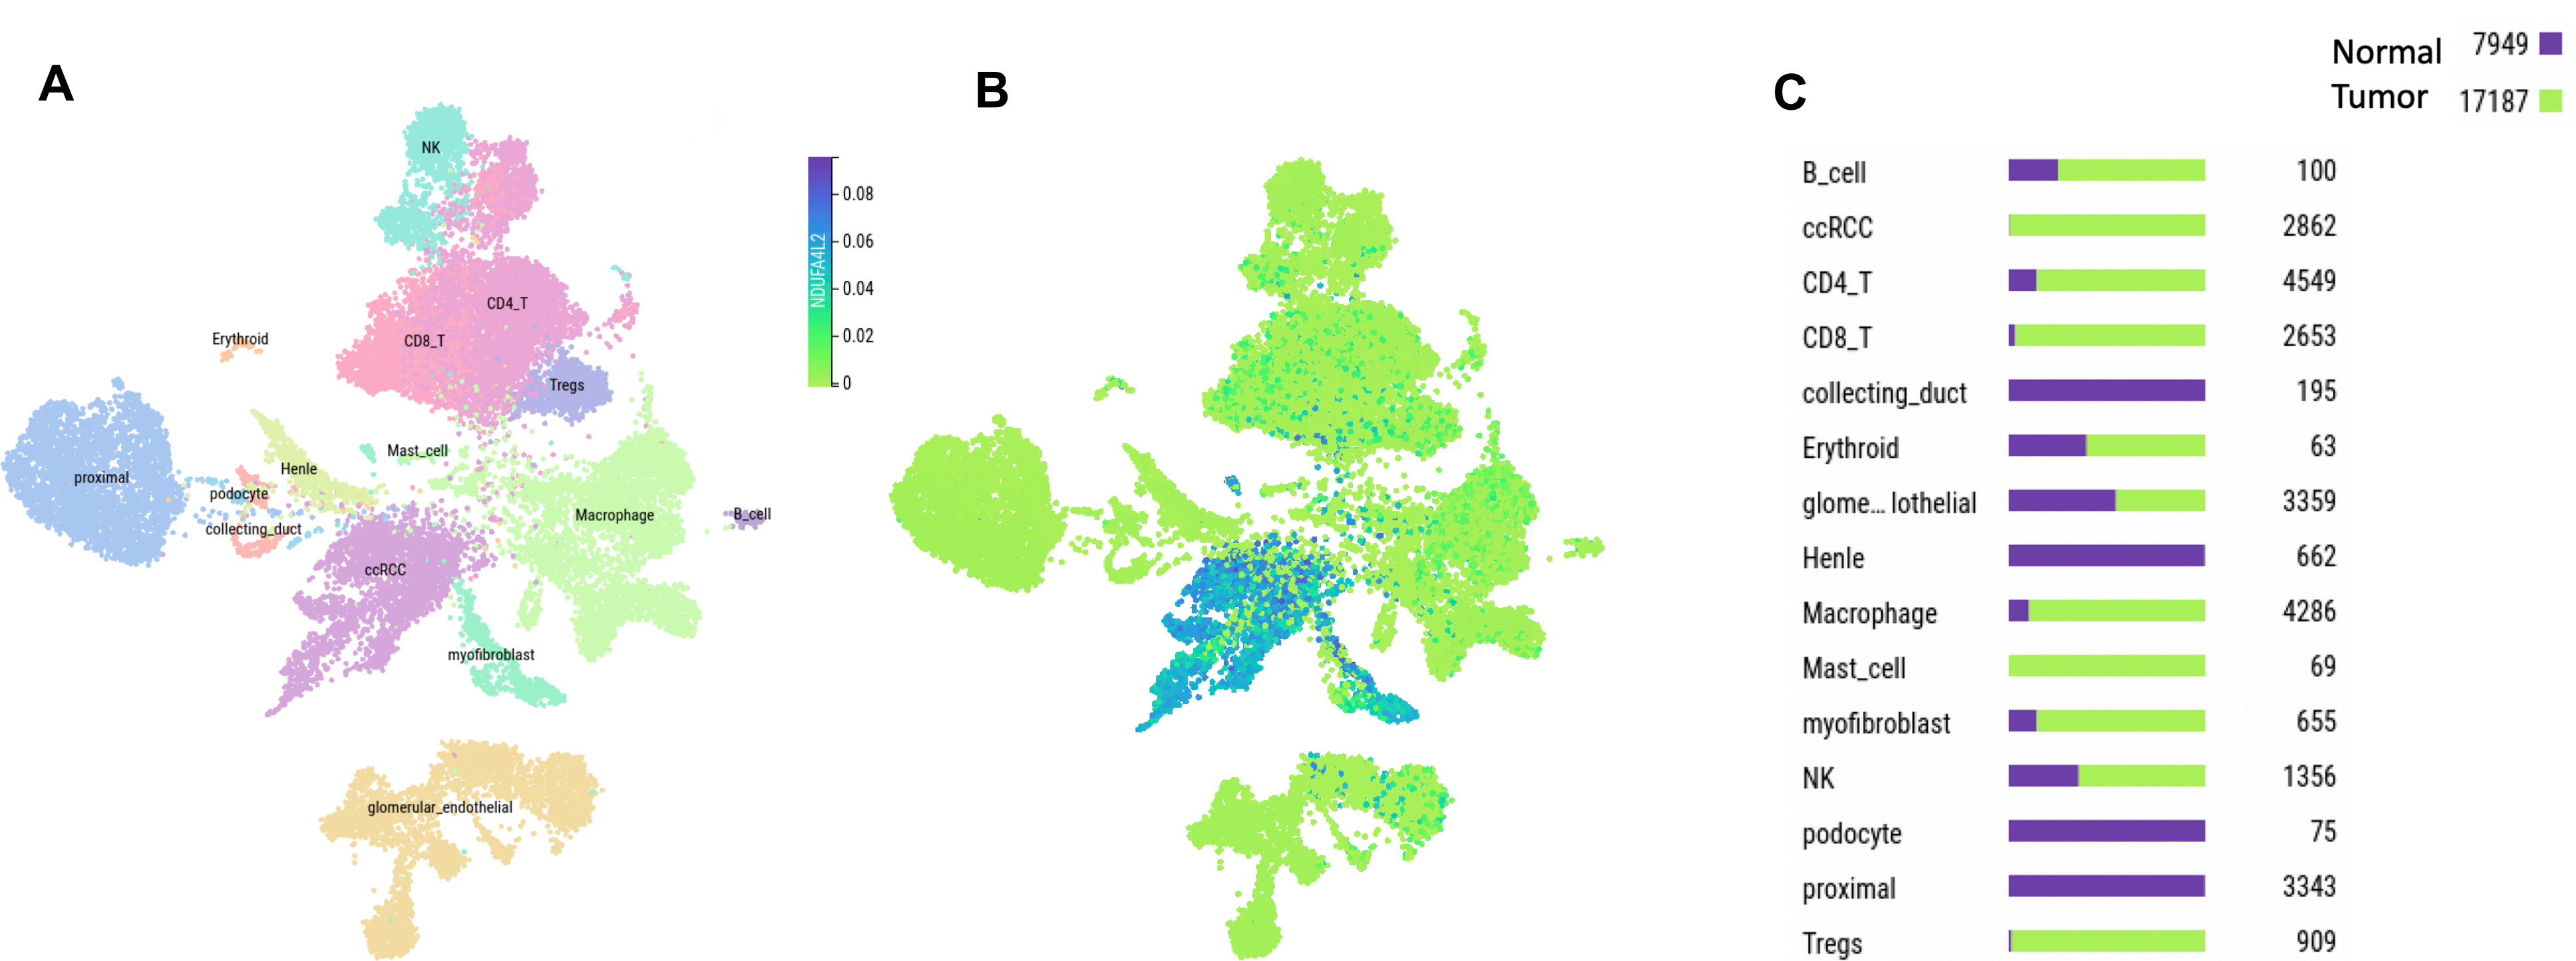 A
NK
CD4_T
CD8_T
Erythroid
Tregs
Mast_cell
Henle
proximal
podocyte
collecting_duct
Macrophage
B_cell
ccRCC
myofibroblast
glomerular_endothelial
B
NDUFA4L2
0.08
0.06
0.04
0.02
0
C
Normal 7949
Tumor 17187
B_cell 100
ccRCC 2862
CD4_T 4549
CD8_T 2653
collecting_duct 195
Erythroid 63
glome... lothelial 3359
Henle 662
Macrophage 4286
Mast_cell 69
myofibroblast 655
NK 1356
podocyte 75
proximal 3343
Tregs 909